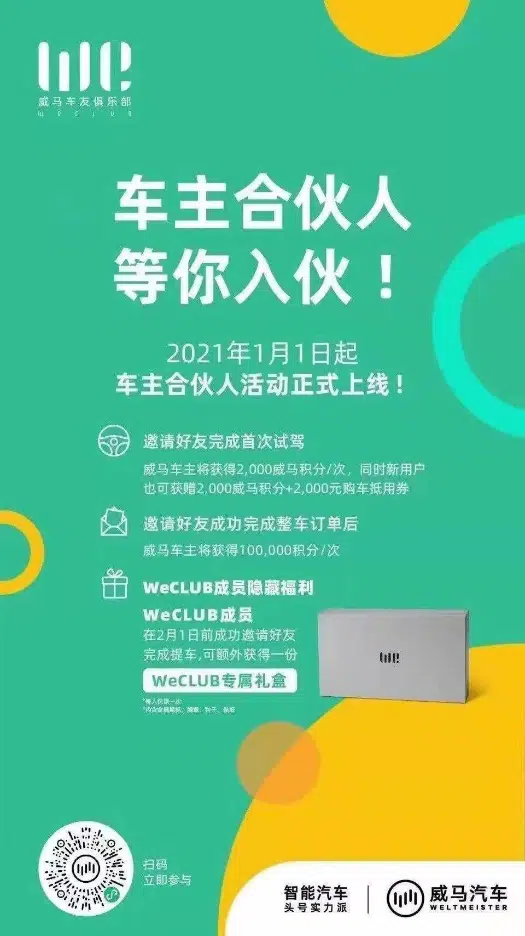 威马车友俱乐部
WECLUB
车主合伙人
等你入伙！
2021年1月1日起
车主合伙人活动正式上线！
邀请好友完成首次试驾
威马车主将获得2,000威马积分/次，同时新用户
也可获赠2,000威马积分+2,000元购车抵用券
邀请好友成功完成整车订单后
威马车主将获得100,000积分/次
WeCLUB成员隐藏福利
WeCLUB成员
在2月1日前成功邀请好友
完成提车,可额外获得一份
WeCLUB专属礼盒
扫码
立即参与
智能汽车
头号实力派
威马汽车
WELTMEISTER